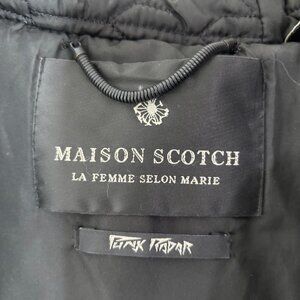 MAISON SCOTCH
LA FEMME SELON MARIE
PUNK RADAR